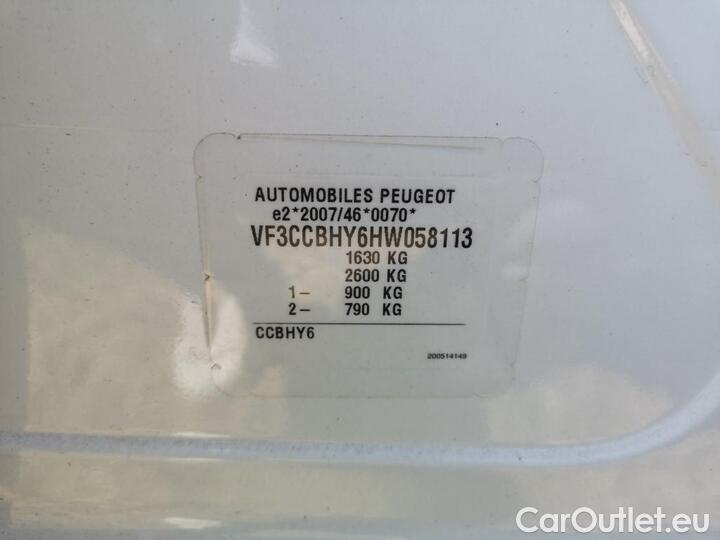 AUTOMOBILES PEUGEOT
e2*2007/46*0070*
VF3CCBHY6HW058113
1630 KG
2600 KG
1- 900 KG
2- 790 KG
CCBHY6
200514149
CarOutlet.eu